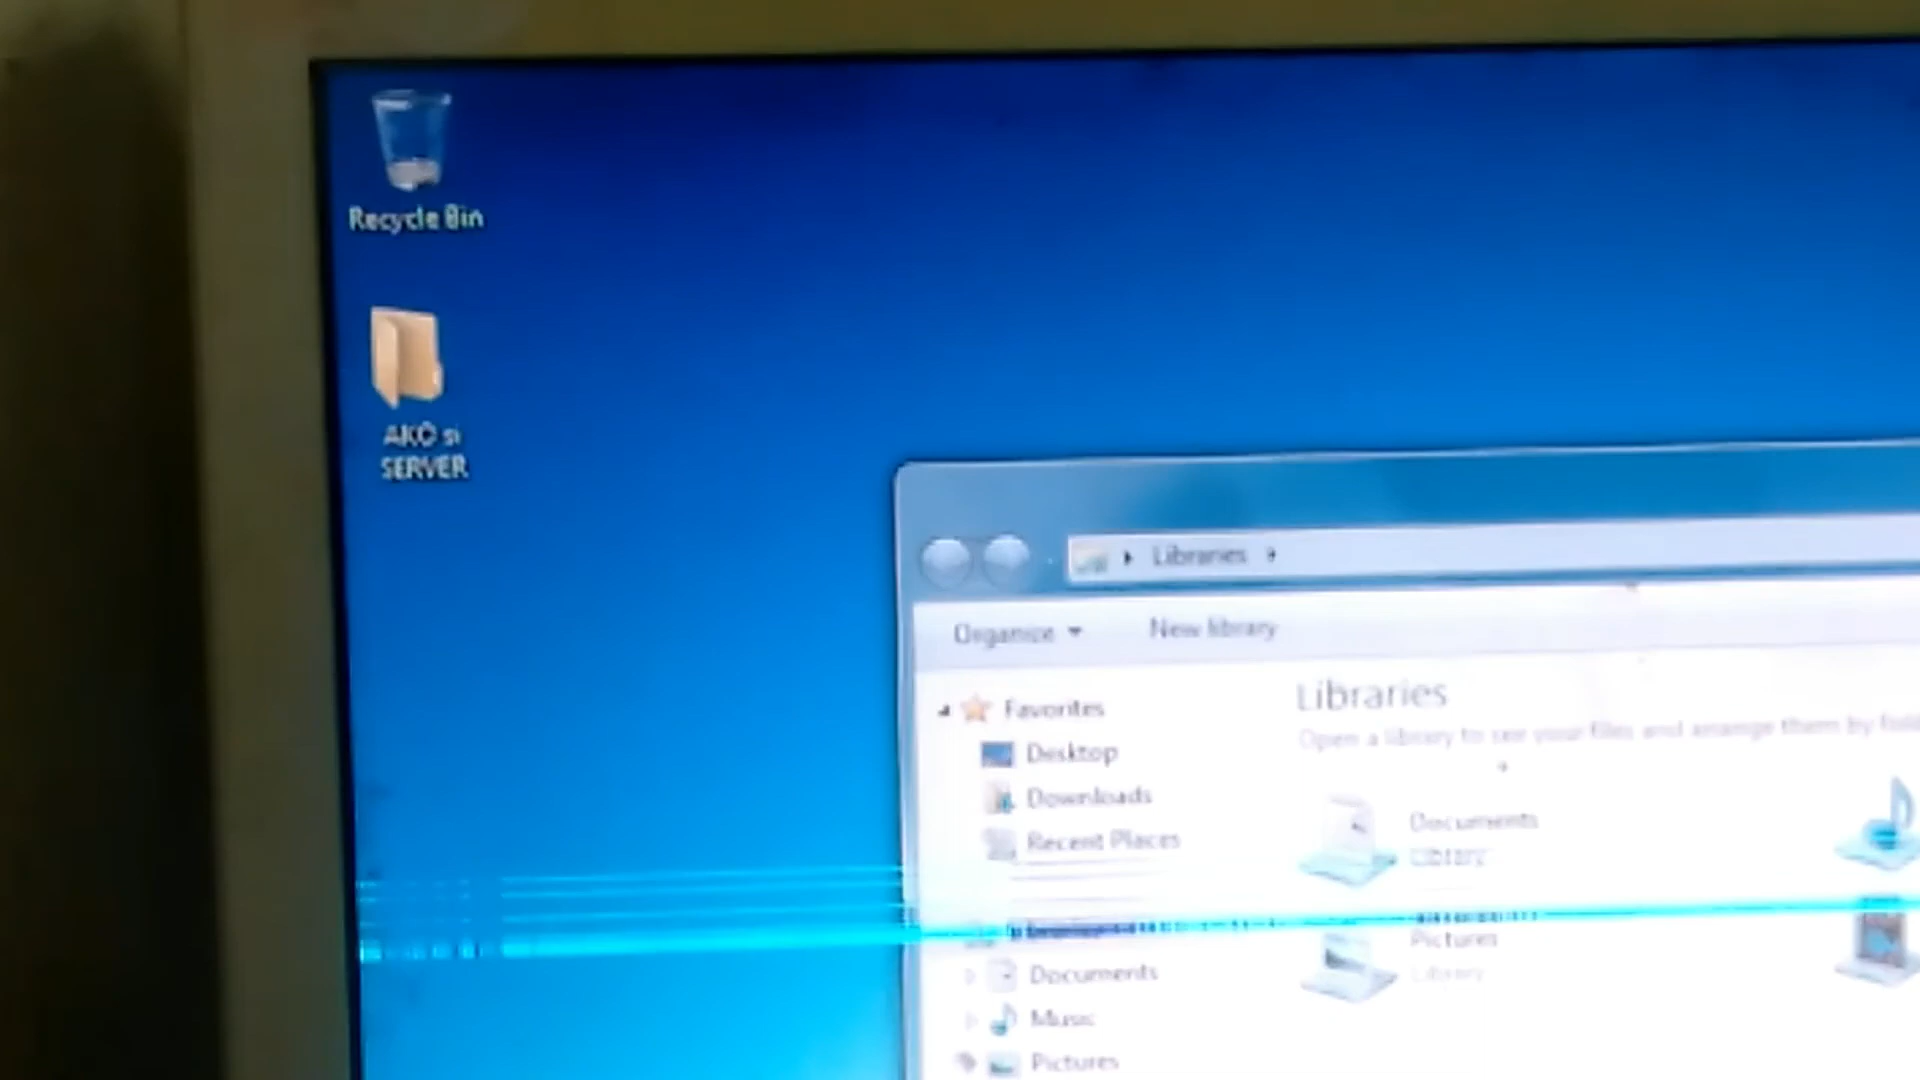 Recycle Bin
AKO si
SERVER
Libraries
Organize
New library
Favorites
Desktop
Downloads
Recent Places
Documents
Music
Pictures
Libraries
Open a library to see your files and arrange them by
Documents
Library
Pictures
Library